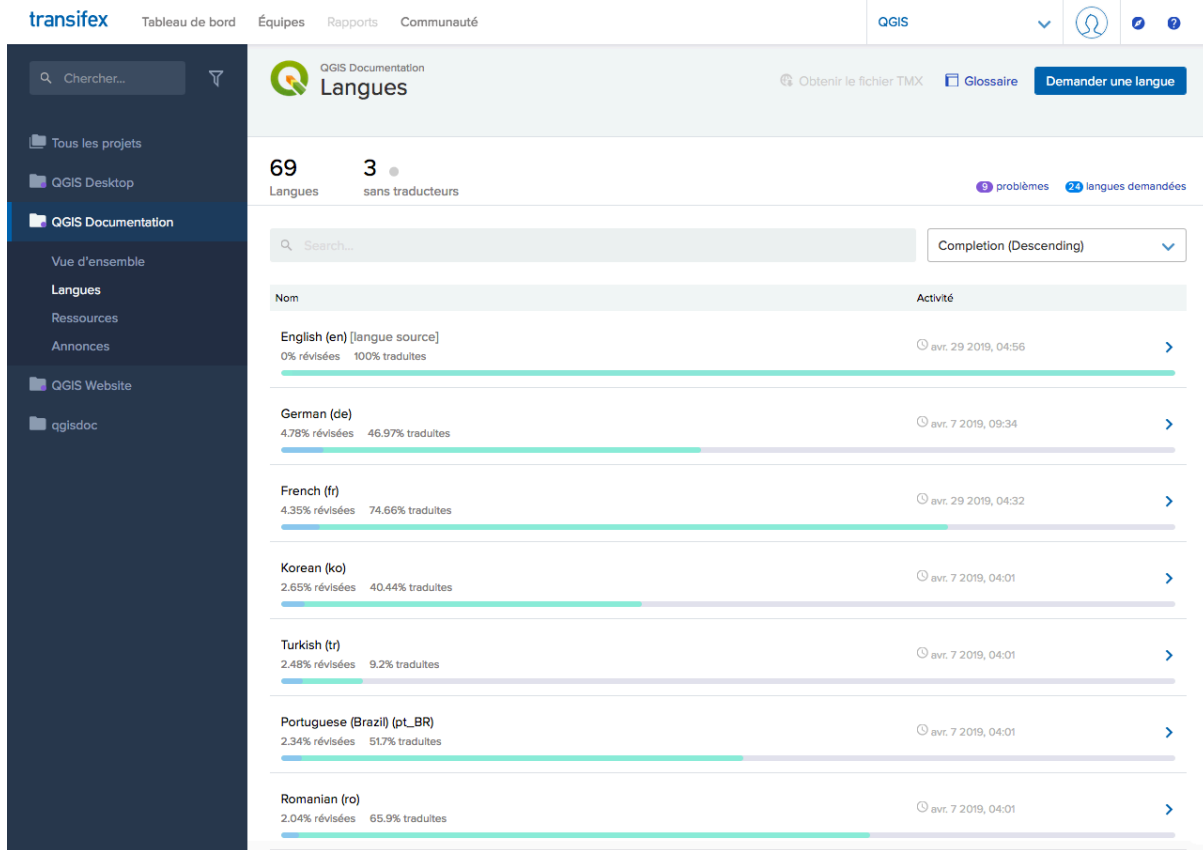 transifex Tableau de bord Équipes Rapports Communauté QGIS
Chercher...
Tous les projets
QGIS Desktop
QGIS Documentation
Vue d'ensemble
Langues
Ressources
Annonces
QGIS Website
qgisdoc
QGIS Documentation
Langues
Obtenir le fichier TMX Glossaire Demander une langue
69 3
Langues sans traducteurs
9 problèmes 24 langues demandées
Search... Completion (Descending)
Nom Activité
English (en) [langue source]
0% révisées 100% traduites
avr. 29 2019, 04:56
German (de)
4.78% révisées 46.97% traduites
avr. 7 2019, 09:34
French (fr)
4.35% révisées 74.66% traduites
avr. 29 2019, 04:32
Korean (ko)
2.65% révisées 40.44% traduites
avr. 7 2019, 04:01
Turkish (tr)
2.48% révisées 9.2% traduites
avr. 7 2019, 04:01
Portuguese (Brazil) (pt_BR)
2.34% révisées 51.7% traduites
avr. 7 2019, 04:01
Romanian (ro)
2.04% révisées 65.9% traduites
avr. 7 2019, 04:01